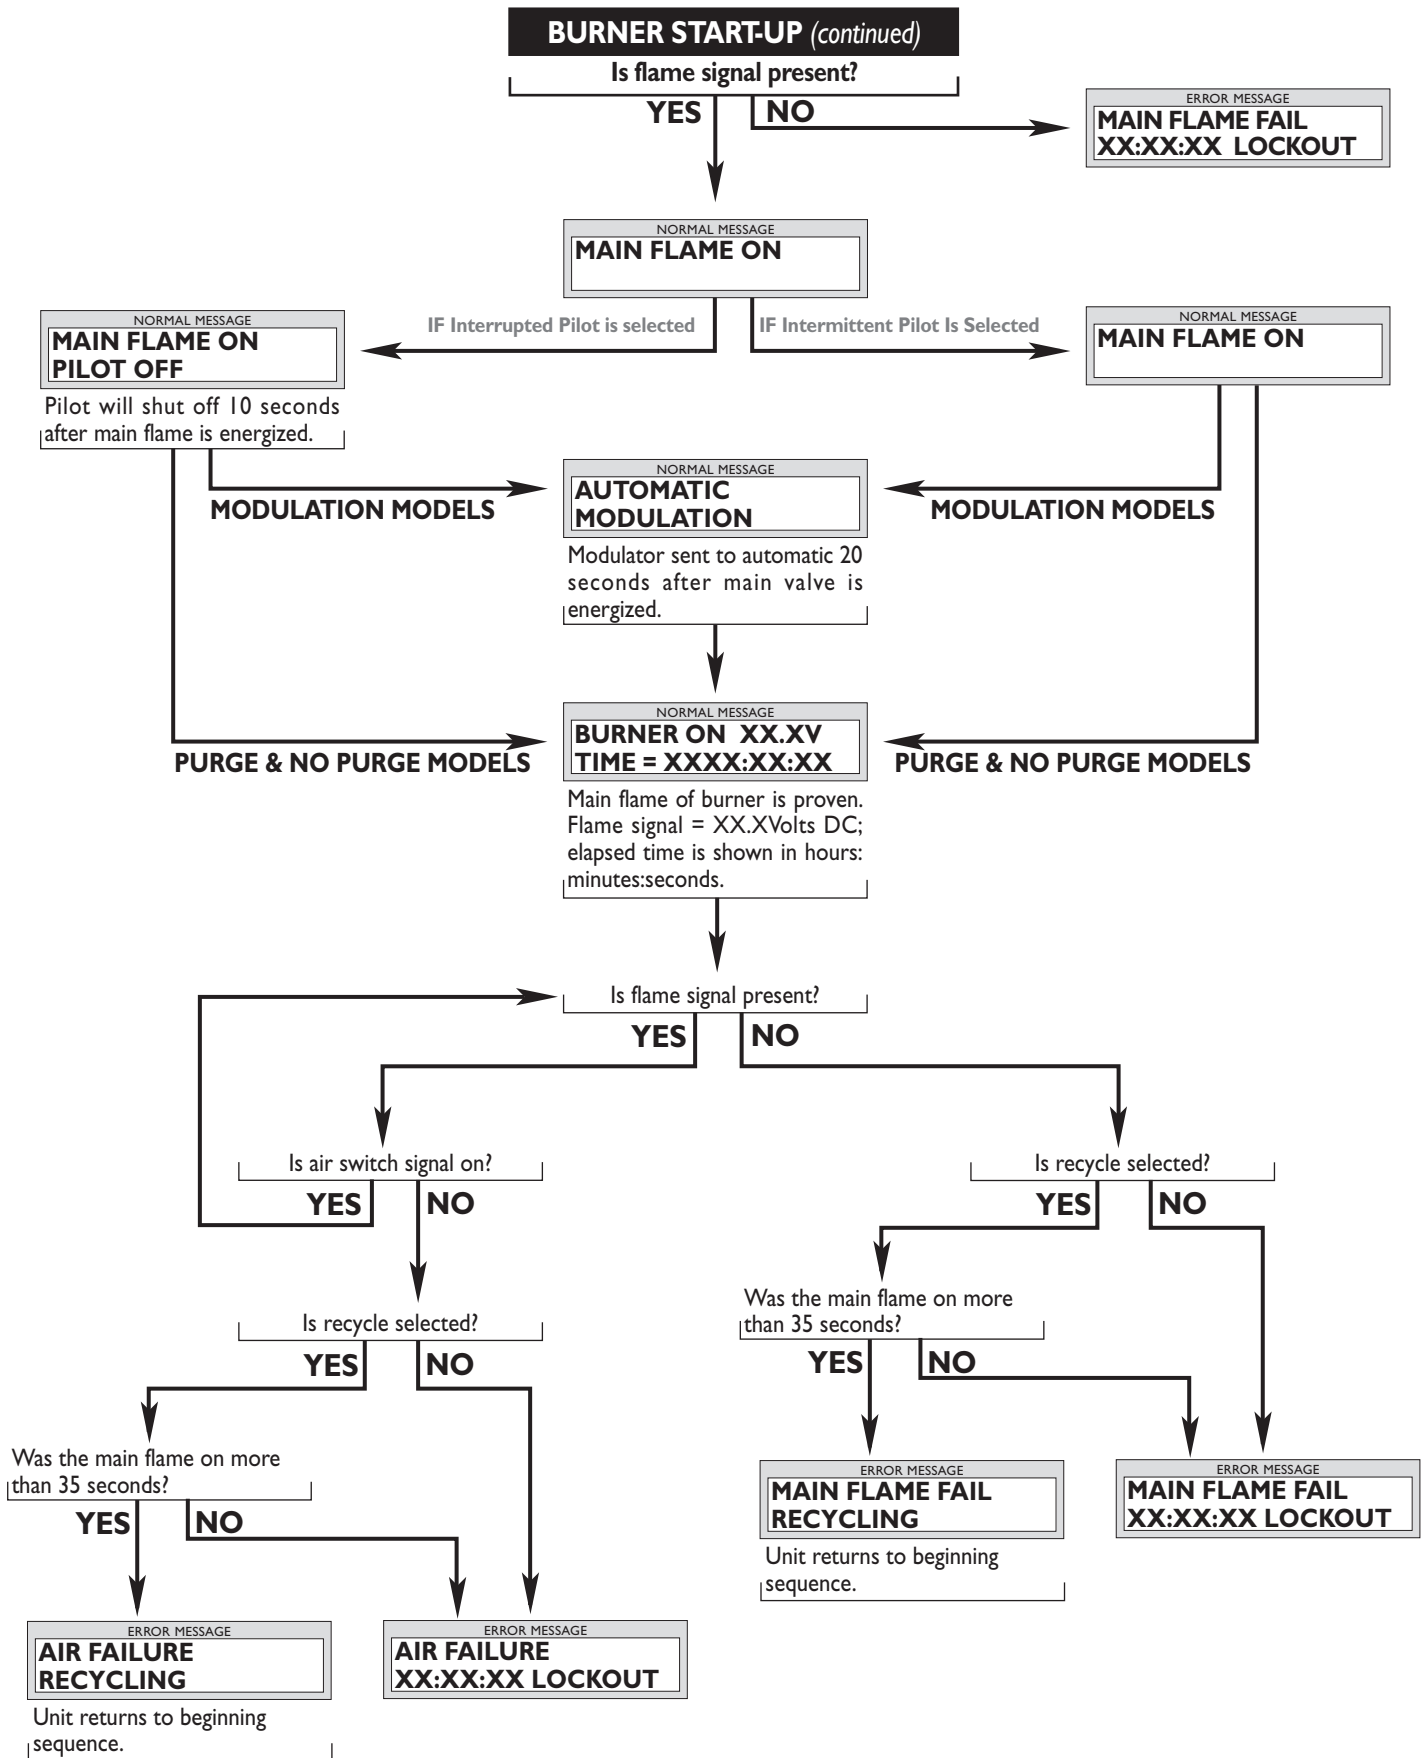 BURNER START-UP (continued)
Is flame signal present?
YES NO
ERROR MESSAGE
MAIN FLAME FAIL
XX:XX:XX LOCKOUT
NORMAL MESSAGE
MAIN FLAME ON
IF Interrupted Pilot is selected
IF Intermittent Pilot Is Selected
NORMAL MESSAGE
MAIN FLAME ON
PILOT OFF
Pilot will shut off 10 seconds
after main flame is energized.
NORMAL MESSAGE
MAIN FLAME ON
MODULATION MODELS
NORMAL MESSAGE
AUTOMATIC
MODULATION
MODULATION MODELS
Modulator sent to automatic 20
seconds after main valve is
energized.
PURGE & NO PURGE MODELS
NORMAL MESSAGE
BURNER ON XX.XV
TIME = XXXX:XX:XX
PURGE & NO PURGE MODELS
Main flame of burner is proven.
Flame signal = XX.XVolts DC;
elapsed time is shown in hours:
minutes:seconds.
Is flame signal present?
YES NO
Is air switch signal on?
YES NO
Is recycle selected?
YES NO
Is recycle selected?
YES NO
Was the main flame on more
than 35 seconds?
YES NO
Was the main flame on more
than 35 seconds?
YES NO
ERROR MESSAGE
MAIN FLAME FAIL
RECYCLING
Unit returns to beginning
sequence.
ERROR MESSAGE
MAIN FLAME FAIL
XX:XX:XX LOCKOUT
ERROR MESSAGE
AIR FAILURE
RECYCLING
Unit returns to beginning
sequence.
ERROR MESSAGE
AIR FAILURE
XX:XX:XX LOCKOUT